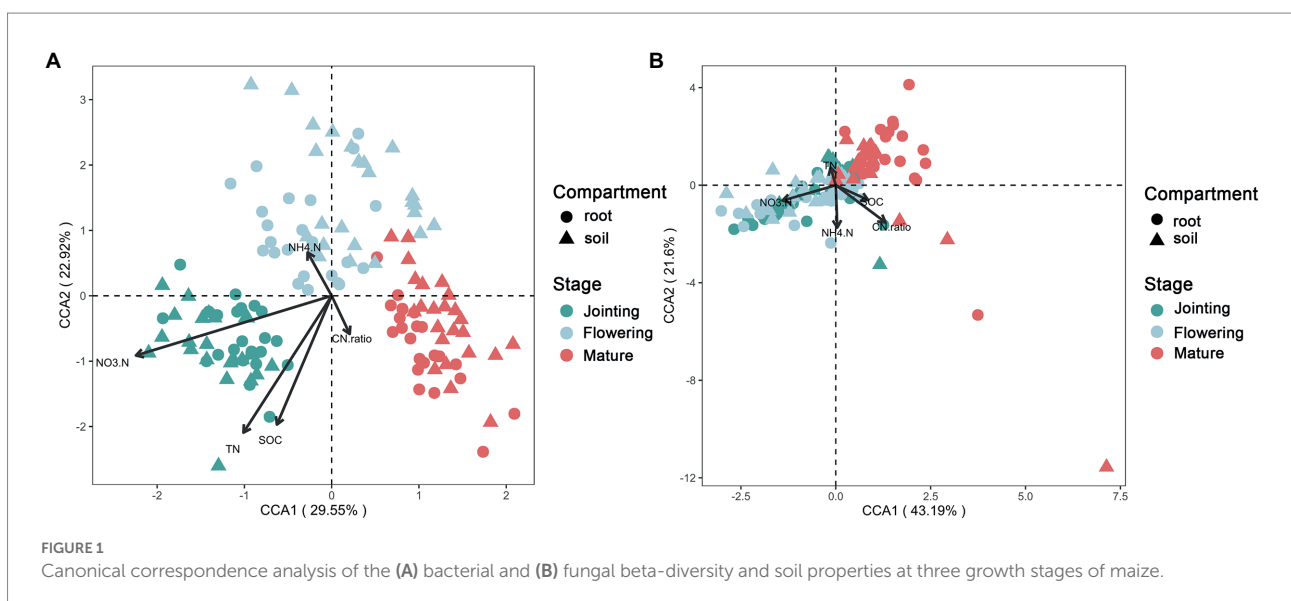 A
B
3
2
1
0
-1
-2
CCA2 ( 22.92% )
-2
-1
0
1
2
CCA1 ( 29.55% )
NH4.N
CN.ratio
NO3.N
TN
SOC
Compartment
root
soil
Stage
Jointing
Flowering
Mature
4
0
-4
-8
-12
CCA2 ( 21.6% )
-2.5
0.0
2.5
5.0
7.5
CCA1 ( 43.19% )
TN
NO3.N
SOC
NH4.N
CN.ratio
Compartment
root
soil
Stage
Jointing
Flowering
Mature
FIGURE 1
Canonical correspondence analysis of the (A) bacterial and (B) fungal beta-diversity and soil properties at three growth stages of maize.